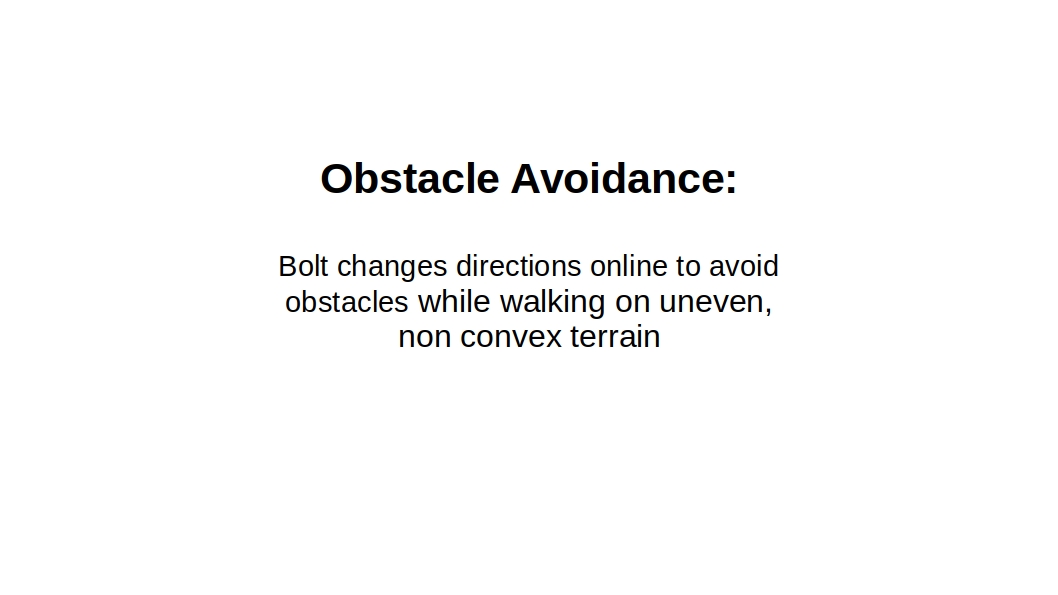 Obstacle Avoidance:
Bolt changes directions online to avoid
obstacles while walking on uneven,
non convex terrain